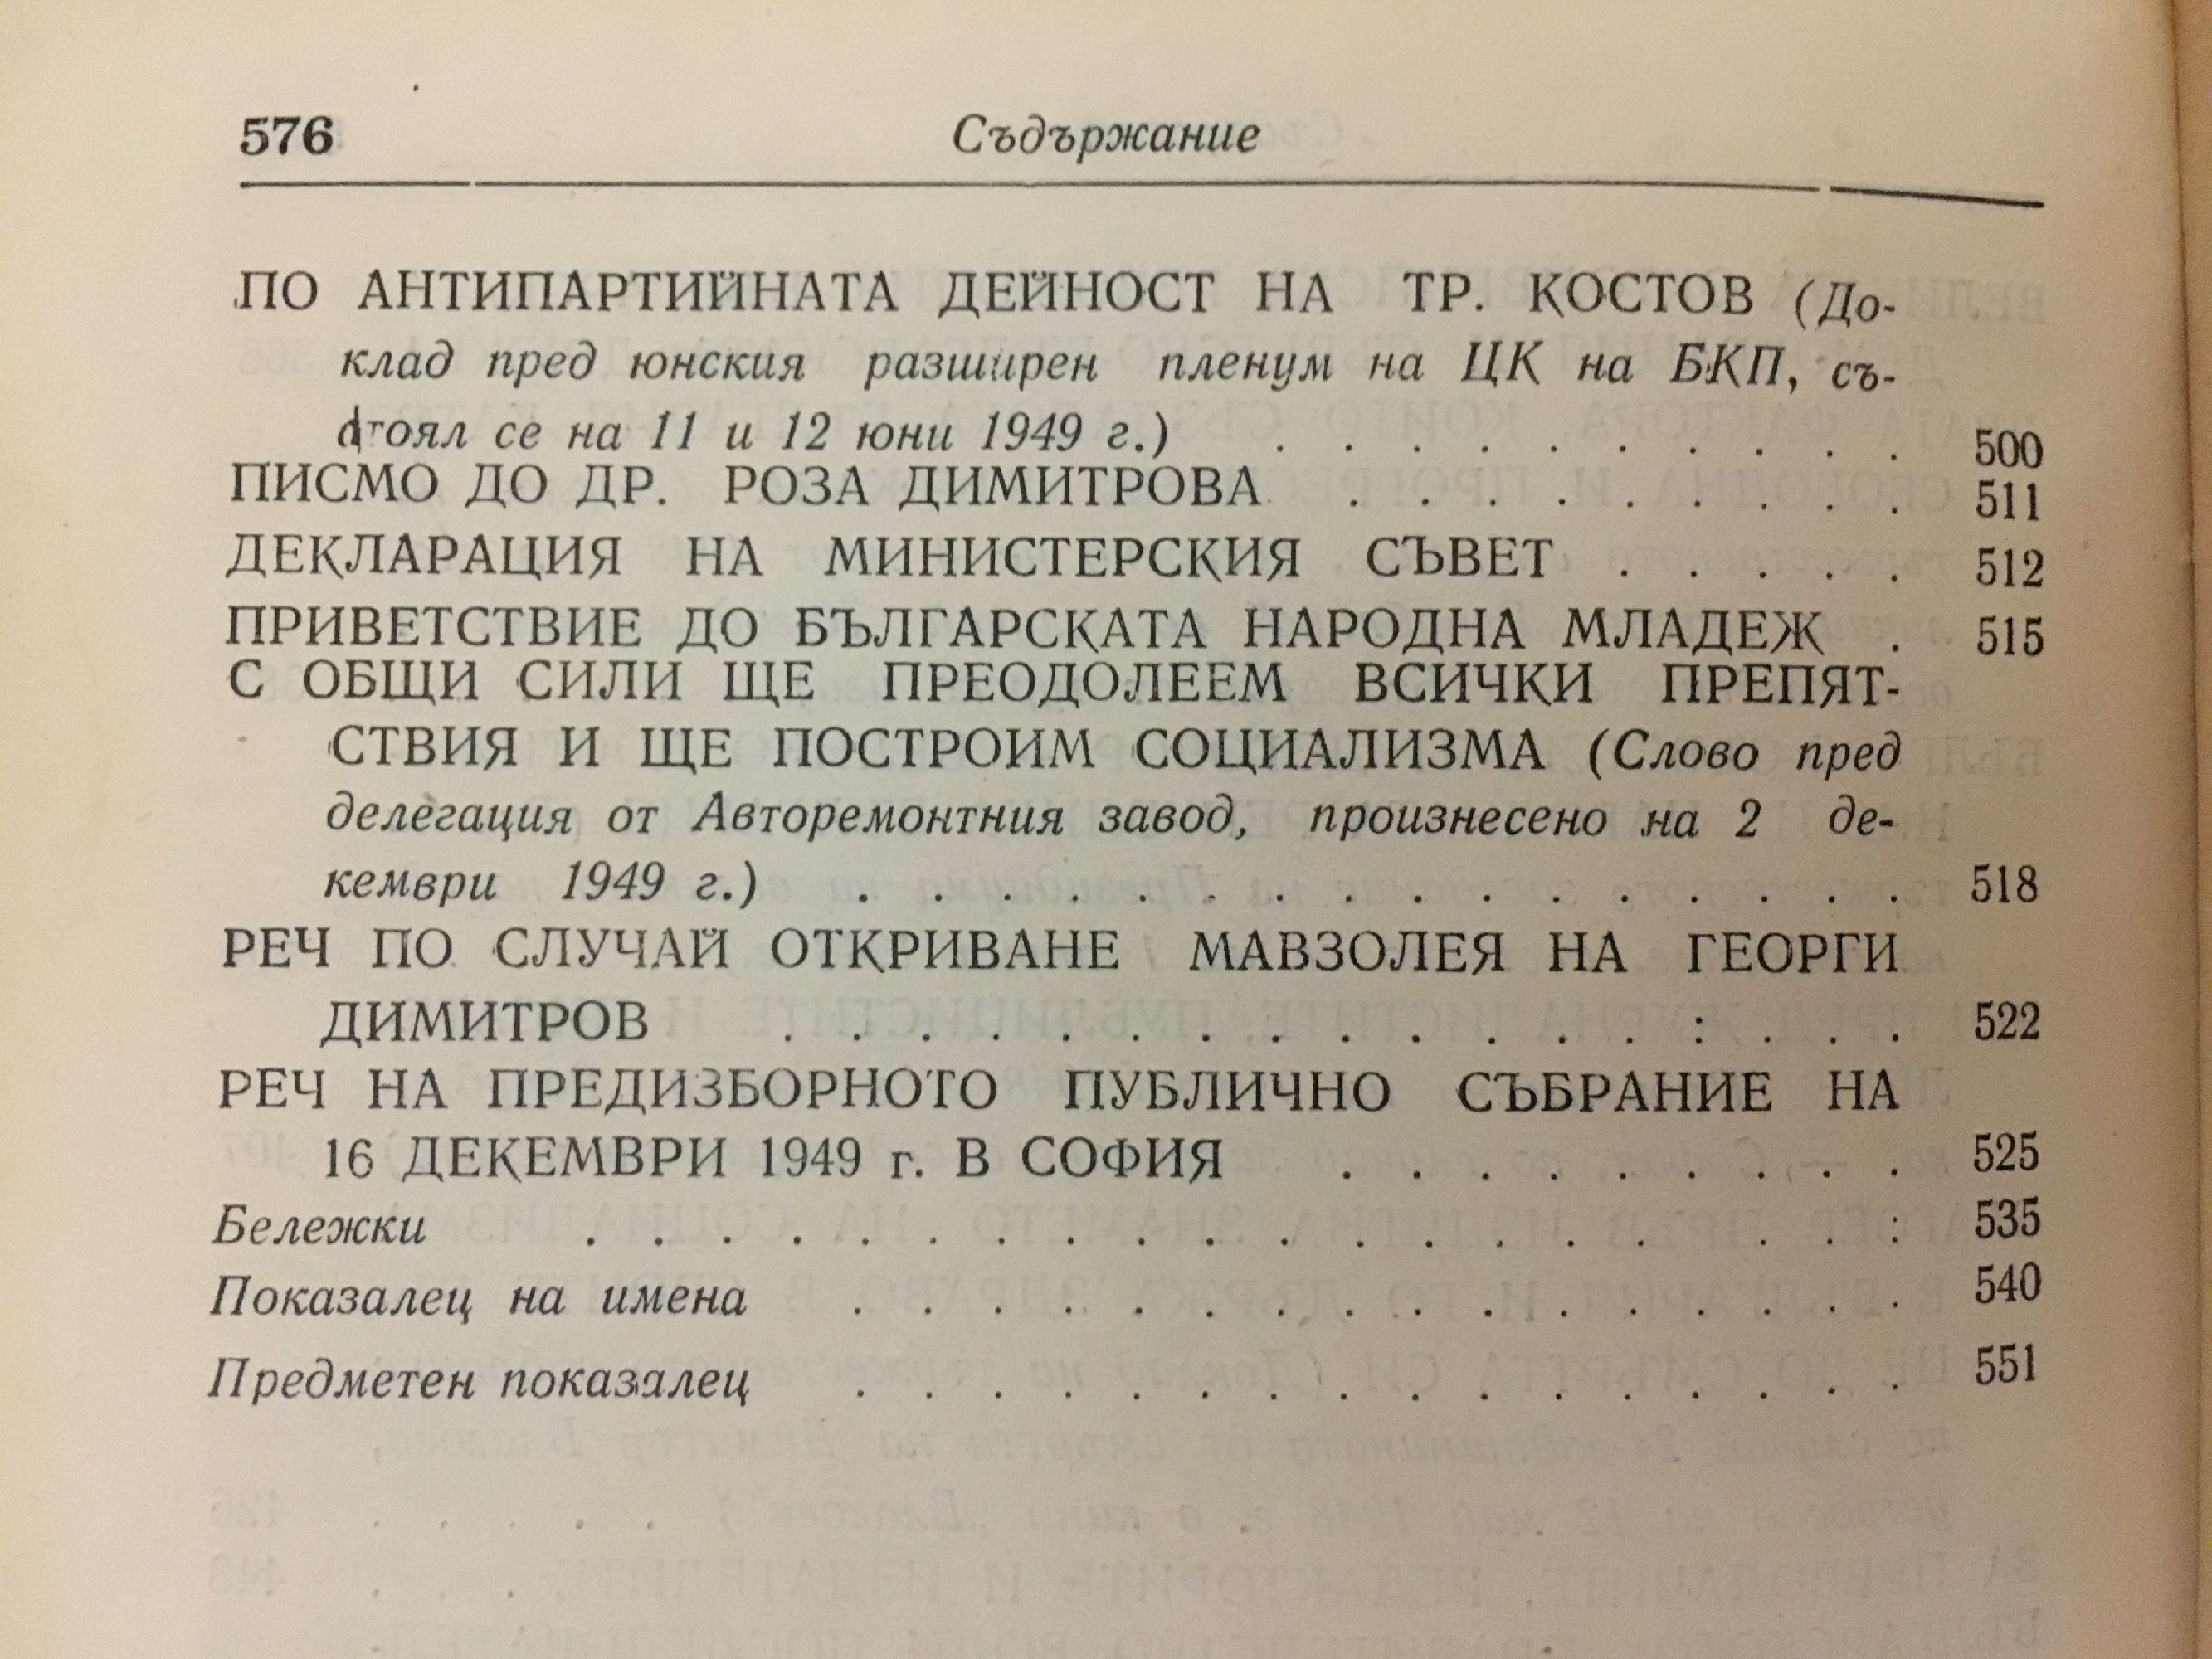 576 Съдържание
ПО АНТИПАРТИЙНАТА ДЕЙНОСТ НА ТР. КОСТОВ (До-
клад пред юнския разширен пленум на ЦК на БКП, съ-
стоял се на 11 и 12 юни 1949 г.) . . . . . . . . . . 500
ПИСМО ДО ДР. РОЗА ДИМИТРОВА . . . . . . . . . 511
ДЕКЛАРАЦИЯ НА МИНИСТЕРСКИЯ СЪВЕТ . . . . . 512
ПРИВЕТСТВИЕ ДО БЪЛГАРСКАТА НАРОДНА МЛАДЕЖ . 515
С ОБЩИ СИЛИ ЩЕ ПРЕОДОЛЕЕМ ВСИЧКИ ПРЕПЯТ-
СТВИЯ И ЩЕ ПОСТРОИМ СОЦИАЛИЗМА (Слово пред
делегация от Авторемонтния завод, произнесено на 2 де-
кември 1949 г.) . . . . . . . . . . . . . . . . 518
РЕЧ ПО СЛУЧАЙ ОТКРИВАНЕ МАВЗОЛЕЯ НА ГЕОРГИ
ДИМИТРОВ . . . . . . . . . . . . . : . . . 522
РЕЧ НА ПРЕДИЗБОРНОТО ПУБЛИЧНО СЪБРАНИЕ НА
16 ДЕКЕМВРИ 1949 г. В СОФИЯ . . . . . . . . . 525
Бележки . . . . . . . . . . . . . . . . . . : 535
Показалец на имена . . . . . . . . . . . . . . . . 540
Предметен показалец . . . . . . . . . . . . . . . . 551